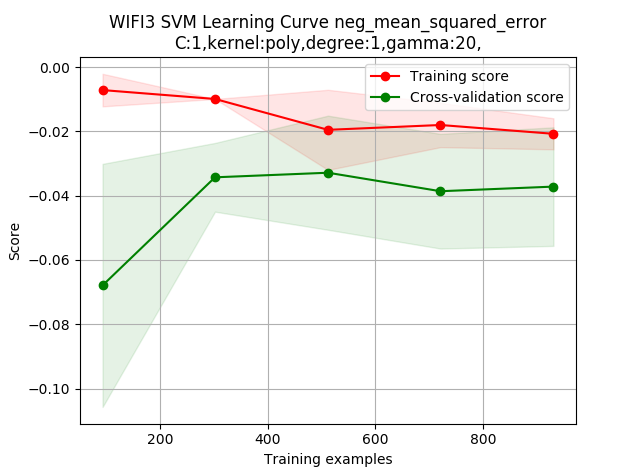 WIFI3 SVM Learning Curve neg_mean_squared_error
C:1,kernel:poly,degree:1,gamma:20,
Training score
Cross-validation score
0.00
−0.02
−0.04
−0.06
−0.08
−0.10
Score
200
400
600
800
Training examples